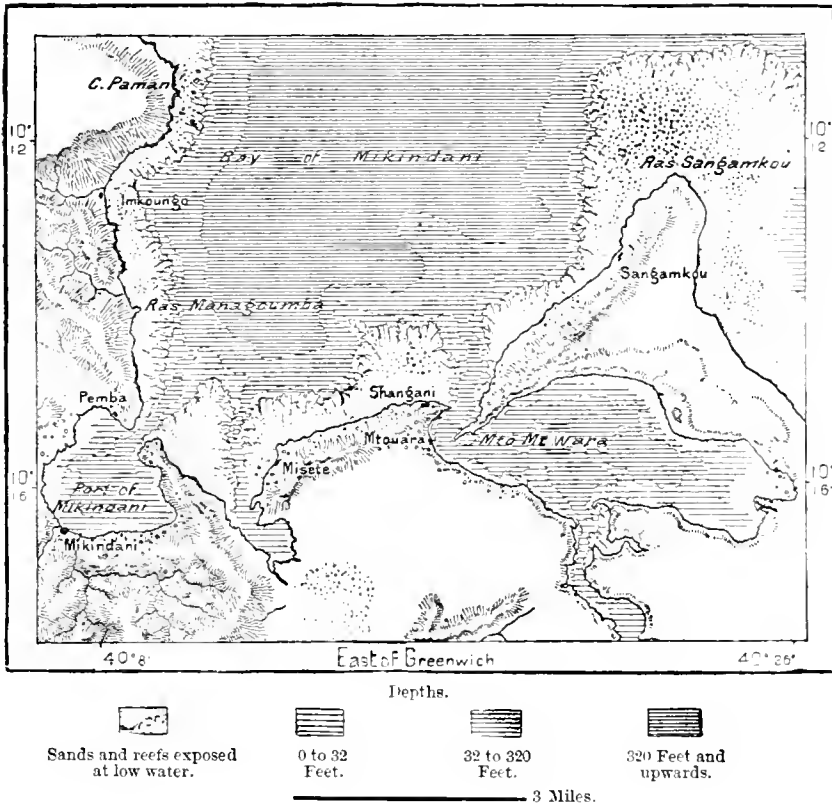 C. Paman
10° 12'
10° 12'
Bay of Mikindani
Ras Sangamkou
Imkoungo
Sangamkou
Ras Managoumba
Pemba
Shangani
Mtouara
Mto Mt Wara
Misete
10° 16'
10° 16'
Port of
Mikindani
Mikindani
40° 8'
East of Greenwich
40° 26'
Depths.
Sands and reefs exposed
at low water.
0 to 32
Feet.
32 to 320
Feet.
320 Feet and
upwards.
3 Miles.